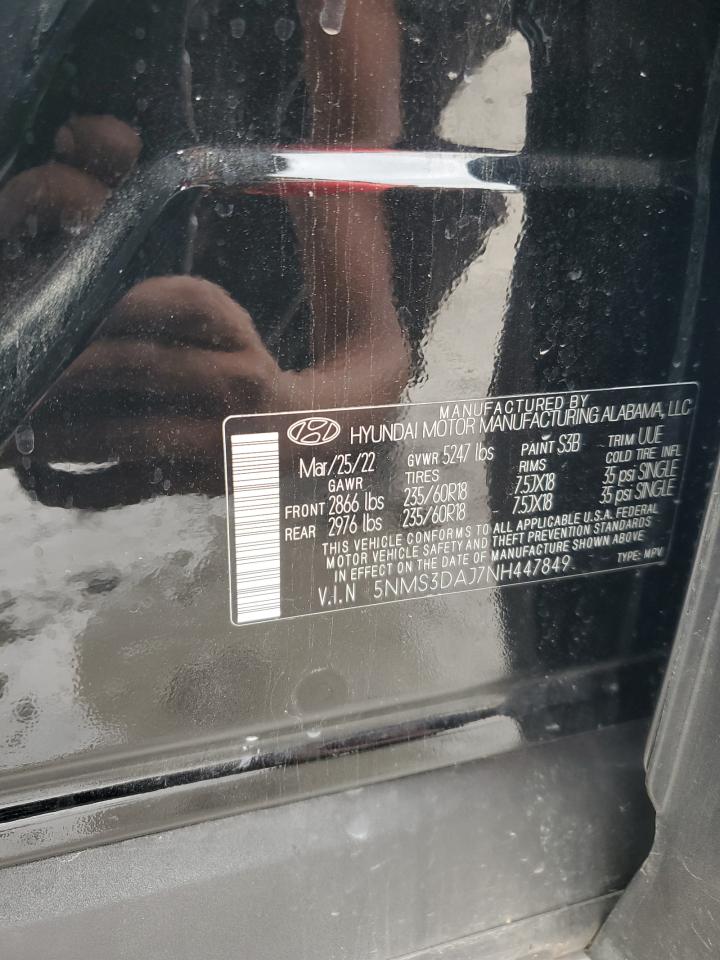 MANUFACTURED BY
HYUNDAI MOTOR MANUFACTURING ALABAMA, LLC
Mar/25/22 GVWR 5247 lbs PAINT S3B TRIM UUE
GAWR TIRES RIMS COLD TIRE INFL
FRONT 2866 lbs 235/60R18 7.5JX18 35 psi SINGLE
REAR 2976 lbs 235/60R18 7.5JX18 35 psi SINGLE
THIS VEHICLE CONFORMS TO ALL APPLICABLE U.S.A. FEDERAL
MOTOR VEHICLE SAFETY AND THEFT PREVENTION STANDARDS
IN EFFECT ON THE DATE OF MANUFACTURE SHOWN ABOVE
V.I.N 5NMS3DAJ7NH447849 TYPE: MPV